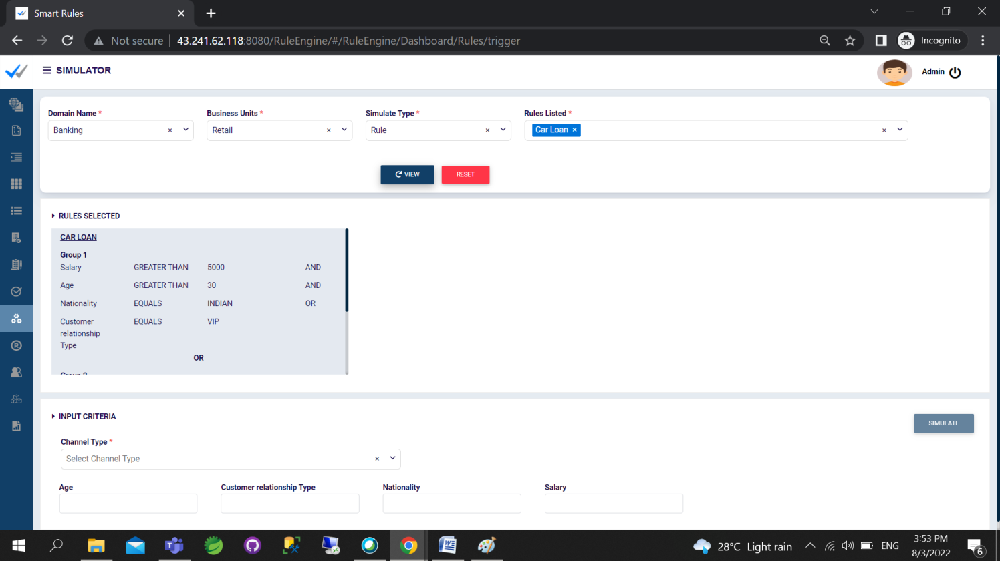 Smart Rules
Not secure 43.241.62.118:8080/RuleEngine/#/RuleEngine/Dashboard/Rules/trigger
Incognito
SIMULATOR
Admin
Domain Name *
Business Units *
Simulate Type *
Rules Listed *
Banking × 
Retail ×
Rule ×
Car Loan × ×
VIEW
RESET
RULES SELECTED
CAR LOAN
Group 1
Salary GREATER THAN 5000 AND
Age GREATER THAN 30 AND
Nationality EQUALS INDIAN OR
Customer relationship Type EQUALS VIP
OR
INPUT CRITERIA
SIMULATE
Channel Type *
Select Channel Type ×
Age
Customer relationship Type
Nationality
Salary
28°C Light rain
ENG
3:53 PM
8/3/2022
6